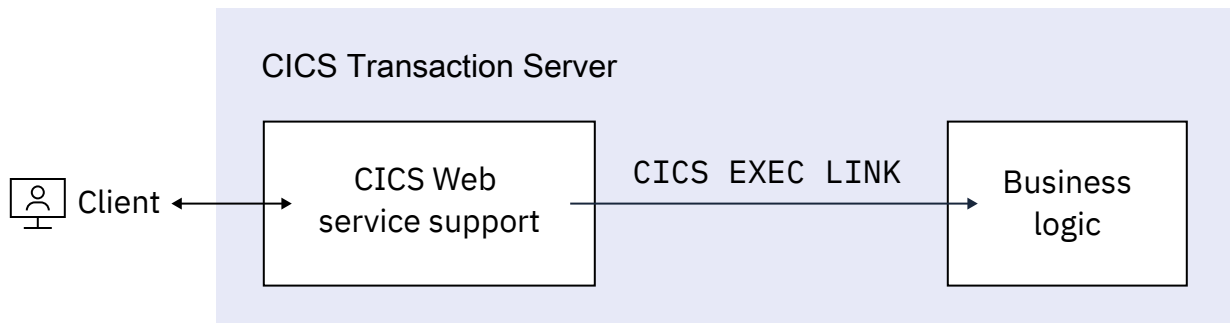 CICS Transaction Server
Client
CICS Web
service support
CICS EXEC LINK
Business
logic